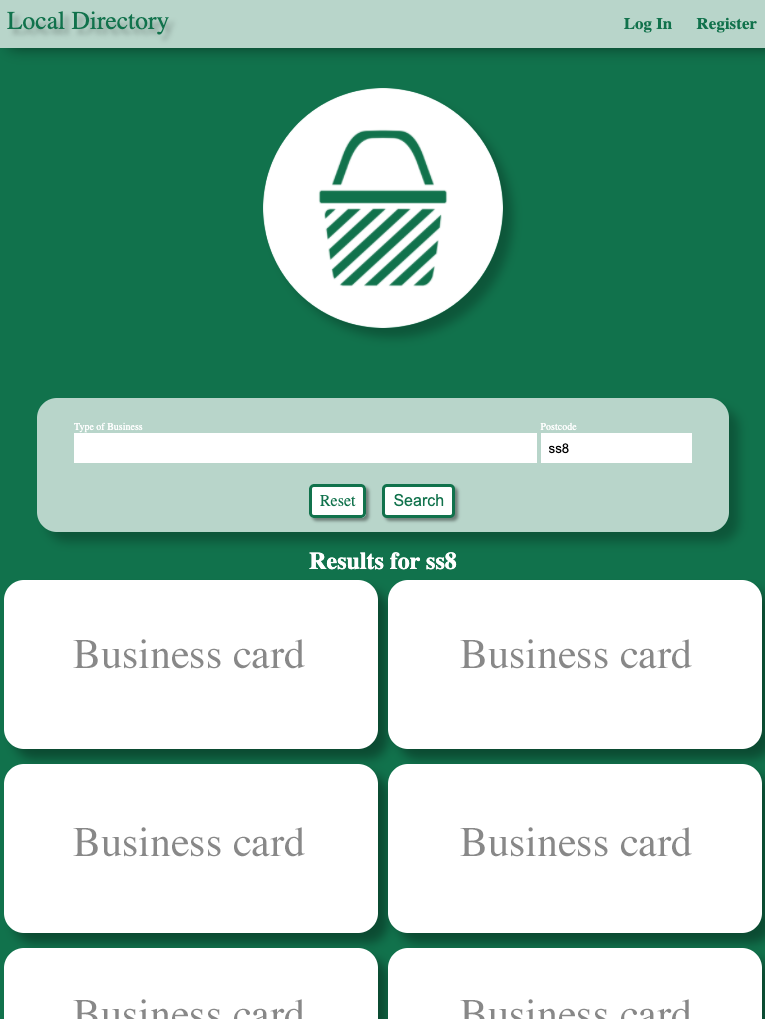 Local Directory
Log In Register
Type of Business Postcode
ss8
Reset Search
Results for ss8
Business card Business card
Business card Business card
Business card Business card